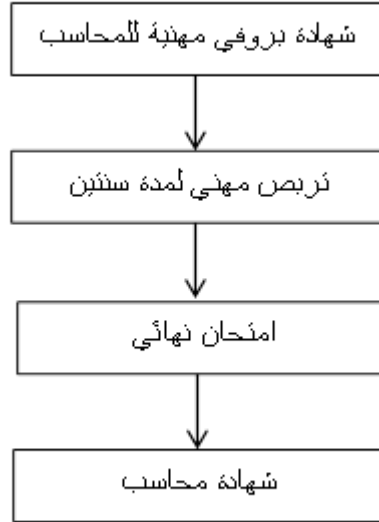 شهادة بروفي مهنية للمحاسب
تربص مهني لمدة سنتين
امتحان نهائي
شهادة محاسب